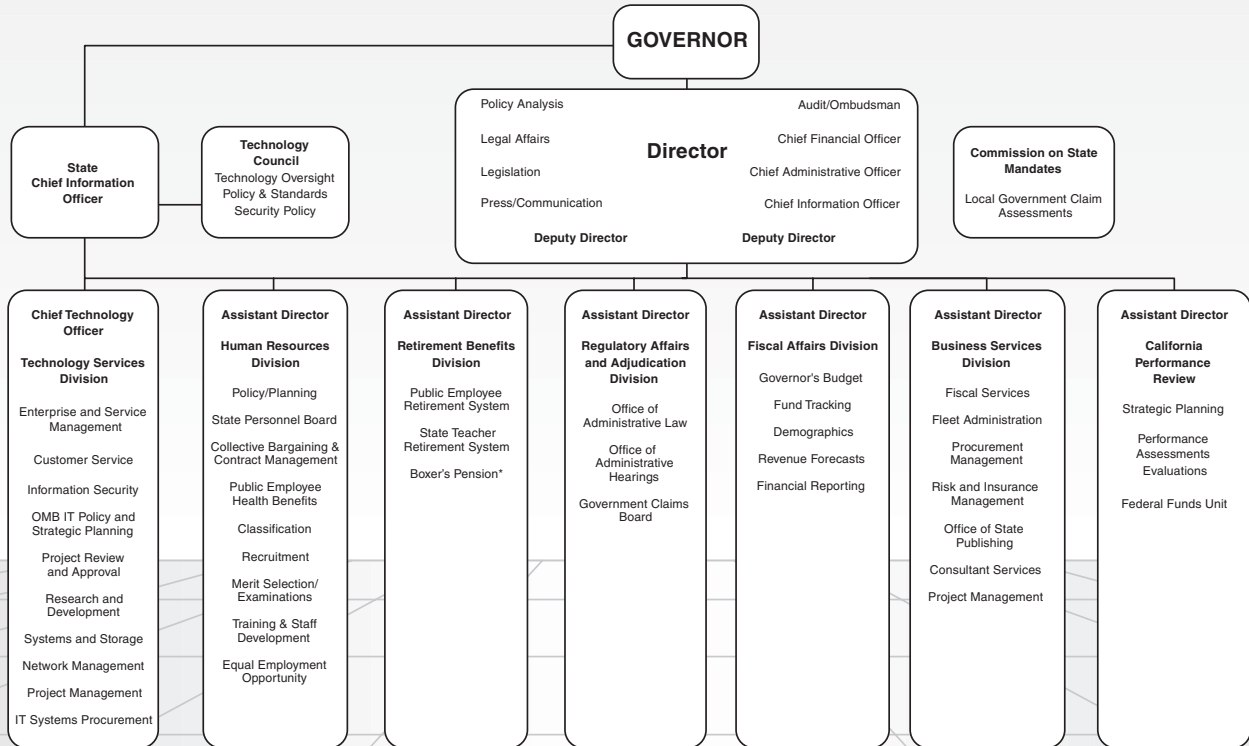 GOVERNOR
Policy Analysis
Legal Affairs
Legislation
Press/Communication
Director
Audit/Ombudsman
Chief Financial Officer
Chief Administrative Officer
Chief Information Officer
Deputy Director
Deputy Director
State
Chief Information
Officer
Technology
Council
Technology Oversight
Policy & Standards
Security Policy
Commission on State
Mandates
Local Government Claim
Assessments
Chief Technology
Officer
Technology Services
Division
Enterprise and Service
Management
Customer Service
Information Security
OMB IT Policy and
Strategic Planning
Project Review
and Approval
Research and
Development
Systems and Storage
Network Management
Project Management
IT Systems Procurement
Assistant Director
Human Resources
Division
Policy/Planning
State Personnel Board
Collective Bargaining &
Contract Management
Public Employee
Health Benefits
Classification
Recruitment
Merit Selection/
Examinations
Training & Staff
Development
Equal Employment
Opportunity
Assistant Director
Retirement Benefits
Division
Public Employee
Retirement System
State Teacher
Retirement System
Boxer's Pension*
Assistant Director
Regulatory Affairs
and Adjudication
Division
Office of
Administrative Law
Office of
Administrative
Hearings
Government Claims
Board
Assistant Director
Fiscal Affairs Division
Governor's Budget
Fund Tracking
Demographics
Revenue Forecasts
Financial Reporting
Assistant Director
Business Services
Division
Fiscal Services
Fleet Administration
Procurement
Management
Risk and Insurance
Management
Office of State
Publishing
Consultant Services
Project Management
Assistant Director
California
Performance
Review
Strategic Planning
Performance
Assessments
Evaluations
Federal Funds Unit